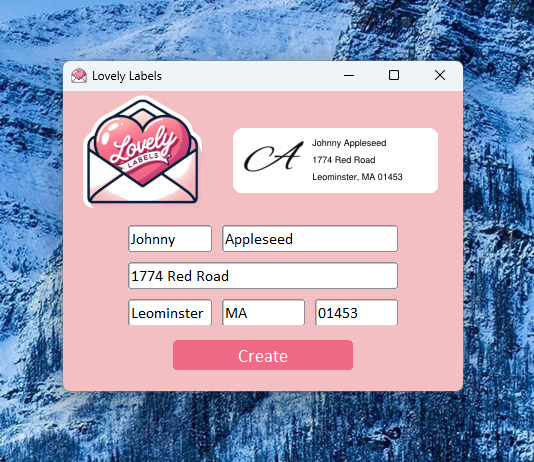 Lovely Labels
Lovely
LABELS
A
Johnny Appleseed
1774 Red Road
Leominster, MA 01453
Johnny Appleseed
1774 Red Road
Leominster MA 01453
Create